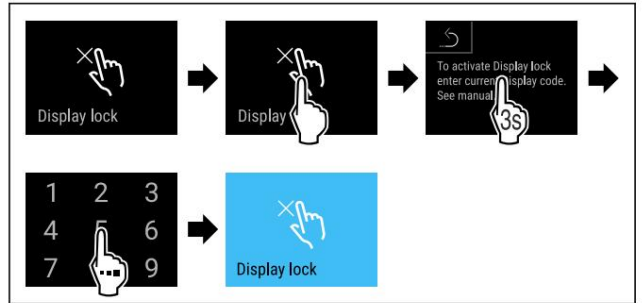 Display lock
Display
To activate Display lock
enter current display code.
See manual.
3s
1 2 3
4 5 6
7 9
Display lock